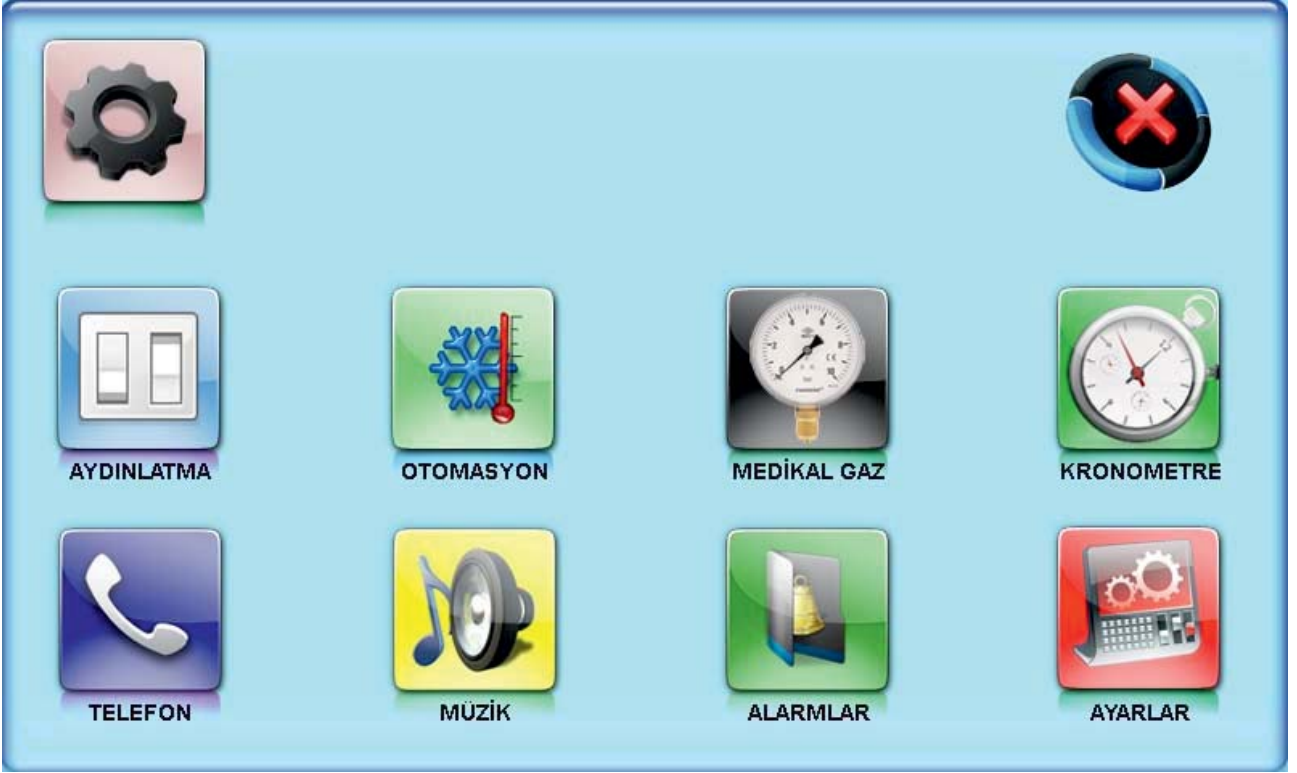 AYDINLATMA
OTOMASYON
MEDİKAL GAZ
KRONOMETRE
TELEFON
MÜZİK
ALARMLAR
AYARLAR